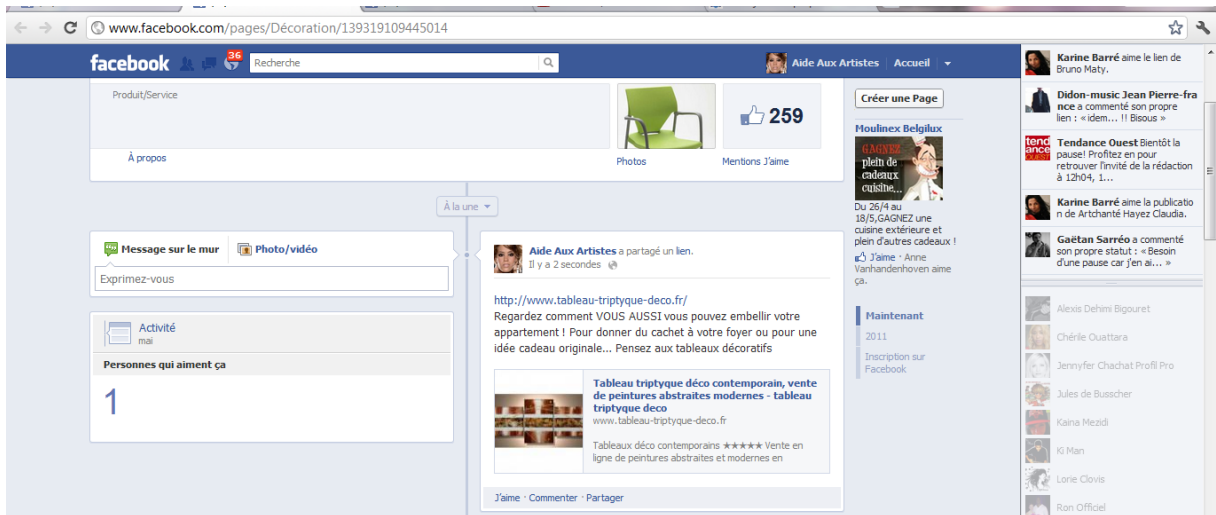 www.facebook.com/pages/Décoration/139319109445014
facebook
36
Recherche
Aide Aux Artistes
Accueil
Produit/Service
À propos
Photos
259
Mentions J'aime
À la une
Message sur le mur
Photo/vidéo
Exprimez-vous
Activité
mai
Personnes qui aiment ça
1
Aide Aux Artistes a partagé un lien.
Il y a 2 secondes
http://www.tableau-triptyque-deco.fr/
Regardez comment VOUS AUSSI vous pouvez embellir votre
appartement ! Pour donner du cachet à votre foyer ou pour une
idée cadeau originale... Pensez aux tableaux décoratifs
Tableau triptyque déco contemporain, vente
de peintures abstraites modernes - tableau
triptyque deco
www.tableau-triptyque-deco.fr
Tableaux déco contemporains ★★★★★ Vente en
ligne de peintures abstraites et modernes en
J'aime · Commenter · Partager
Créer une Page
Moulinex Belgilux
GAGNEZ
plein de
cadeaux
cuisine...
Du 26/4 au
18/5,GAGNEZ une
cuisine extérieure et
plein d'autres cadeaux !
J'aime · Anne
Vanhandenhoven aime
ça.
Maintenant
2011
Inscription sur
Facebook
Karine Barré aime le lien de
Bruno Maty.
Didon-music Jean Pierre-fra
nce a commenté son propre
lien : «idem... !! Bisous »
tend
ance
OUEST
Tendance Ouest Bientôt la
pause! Profitez en pour
retrouver l'invité de la rédaction
à 12h04, 1...
Karine Barré aime la publicatio
n de Artchanté Hayez Claudia.
Gaëtan Sarréo a commenté
son propre statut : « Besoin
d'une pause car j'en ai... »
Alexis Dehimi Bigouret
Chérile Ouattara
Jennyfer Chachat Profil Pro
Jules de Busscher
Kaina Mezidi
Ki Man
Lorie Clovis
Ron Officiel